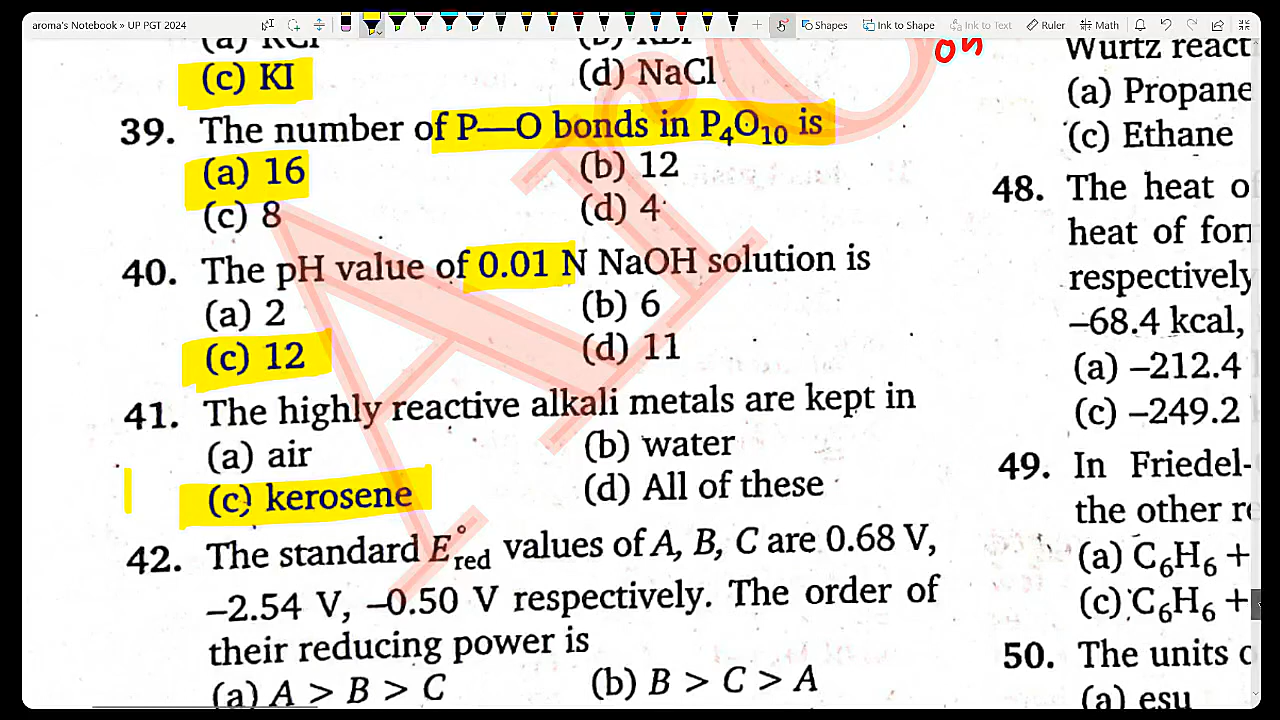 aroma's Notebook » UP PGT 2024
Shapes
Ink to Shape
Ink to Text
Ruler
Math
(a) KCl
(b) KBr
(c) KI
(d) NaCl
39. The number of P—O bonds in P₄O₁₀ is
(a) 16
(b) 12
(c) 8
(d) 4
40. The pH value of 0.01 N NaOH solution is
(a) 2
(b) 6
(c) 12
(d) 11
41. The highly reactive alkali metals are kept in
(a) air
(b) water
(c) kerosene
(d) All of these
42. The standard E°red values of A, B, C are 0.68 V,
–2.54 V, –0.50 V respectively. The order of
their reducing power is
(a) A > B > C
(b) B > C > A
on
Wurtz react
(a) Propane
(c) Ethane
48. The heat o
heat of for
respectively
–68.4 kcal,
(a) –212.4
(c) –249.2
49. In Friedel-
the other re
(a) C₆H₆ +
(c) C₆H₆ +
50. The units o
(a) esu